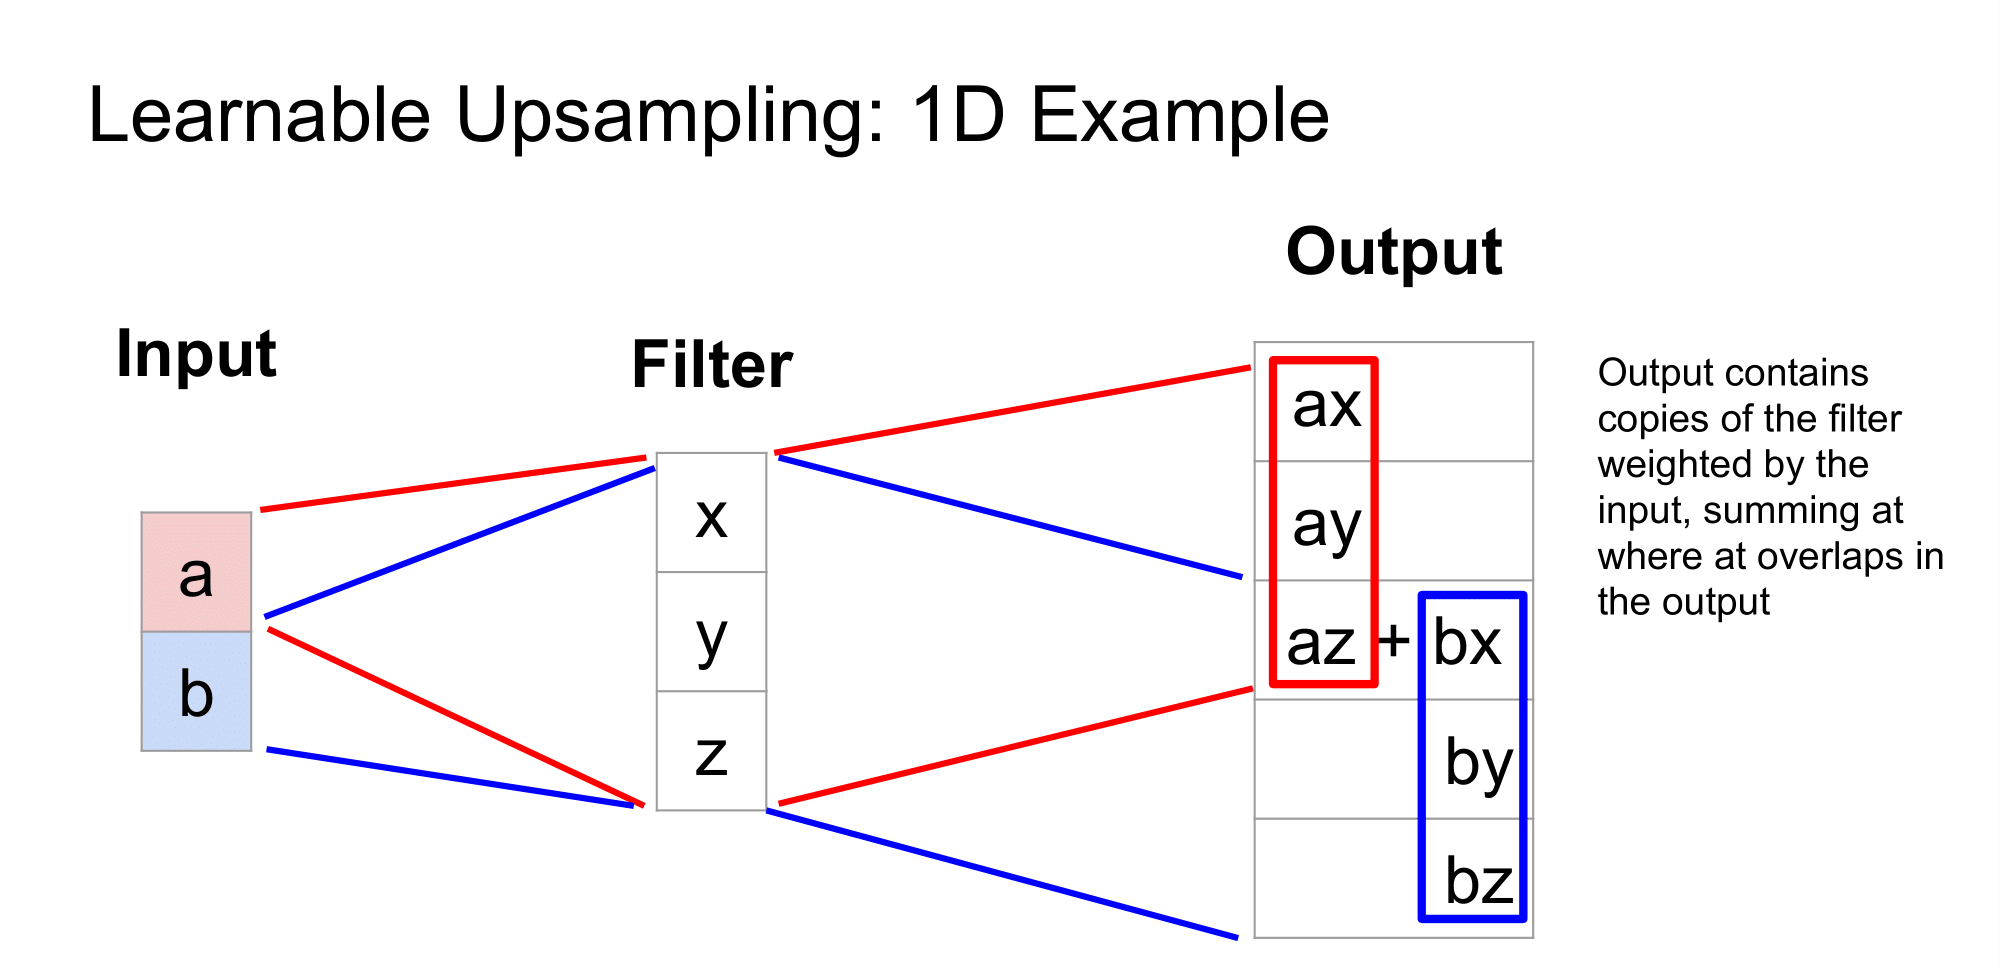 Learnable Upsampling: 1D Example
Output
Input
Filter
a
b
x
y
z
ax
ay
az + bx
by
bz
Output contains
copies of the filter
weighted by the
input, summing at
where at overlaps in
the output